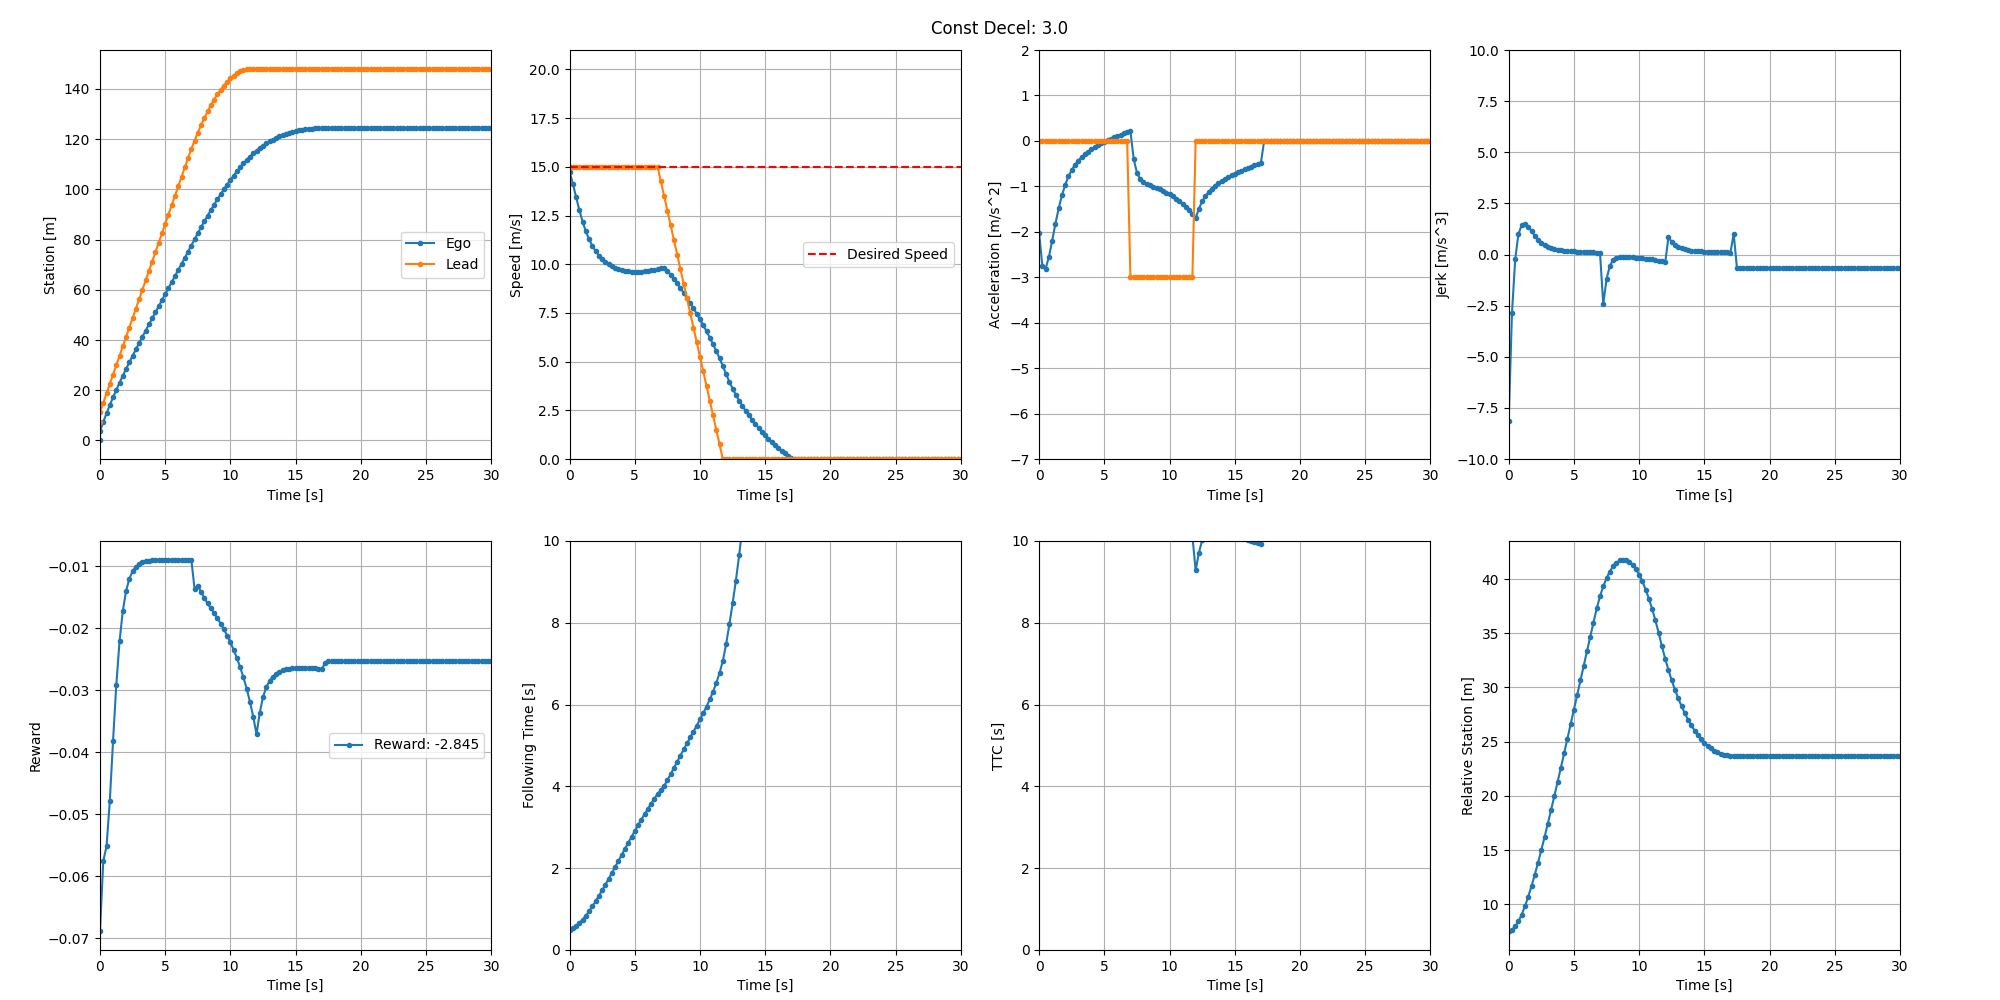 Const Decel: 3.0
140
120
100
80
60
40
20
0
Station [m]
Ego
Lead
0 5 10 15 20 25 30
Time [s]
20.0
17.5
15.0
12.5
10.0
7.5
5.0
2.5
0.0
Speed [m/s]
Desired Speed
0 5 10 15 20 25 30
Time [s]
2
1
0
−1
−2
−3
−4
−5
−6
−7
Acceleration [m/s^2]
0 5 10 15 20 25 30
Time [s]
10.0
7.5
5.0
2.5
0.0
−2.5
−5.0
−7.5
−10.0
Jerk [m/s^3]
0 5 10 15 20 25 30
Time [s]
−0.01
−0.02
−0.03
−0.04
−0.05
−0.06
−0.07
Reward
Reward: -2.845
0 5 10 15 20 25 30
Time [s]
10
8
6
4
2
0
Following Time [s]
0 5 10 15 20 25 30
Time [s]
10
8
6
4
2
0
TTC [s]
0 5 10 15 20 25 30
Time [s]
40
35
30
25
20
15
10
Relative Station [m]
0 5 10 15 20 25 30
Time [s]